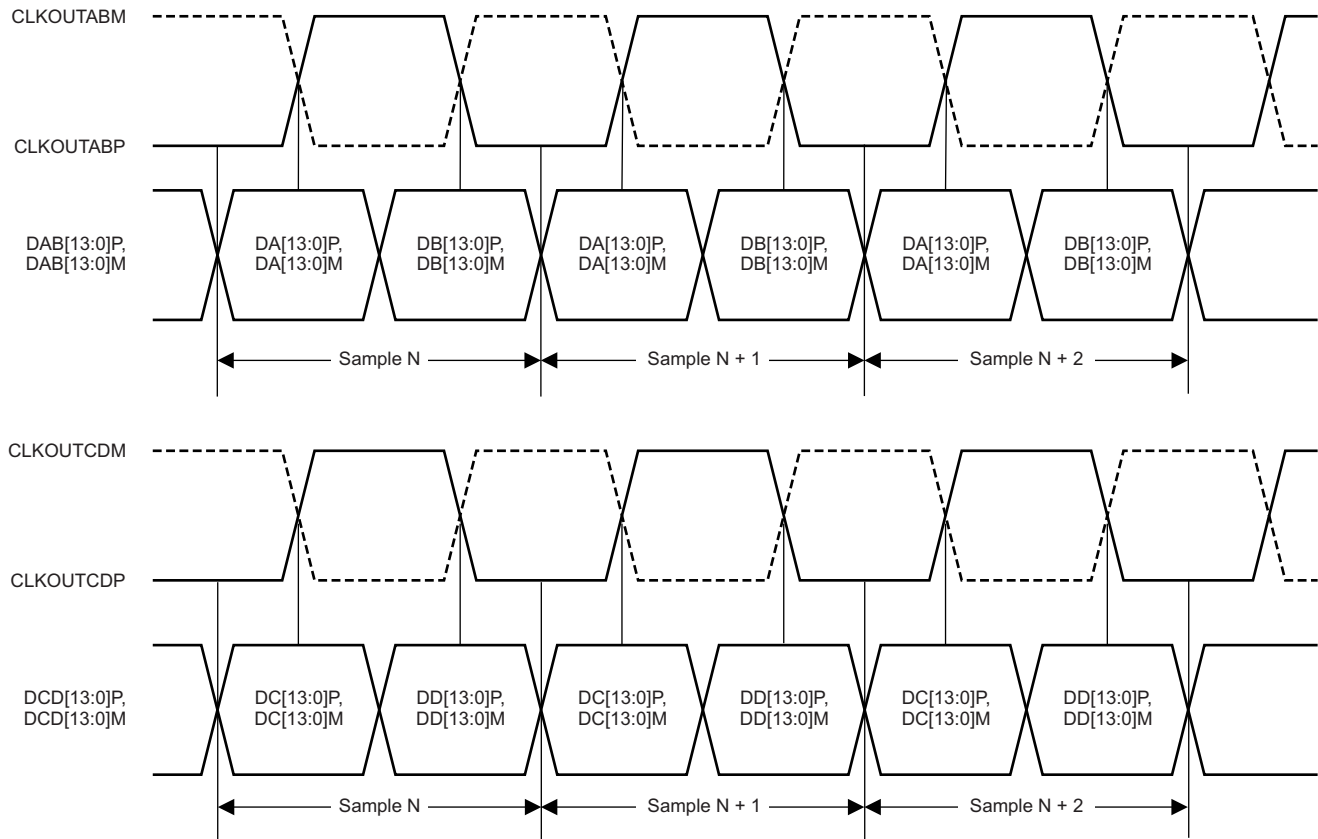 CLKOUTABM
CLKOUTABP
DAB[13:0]P,
DAB[13:0]M
DA[13:0]P,
DA[13:0]M
DB[13:0]P,
DB[13:0]M
DA[13:0]P,
DA[13:0]M
DB[13:0]P,
DB[13:0]M
DA[13:0]P,
DA[13:0]M
DB[13:0]P,
DB[13:0]M
Sample N
Sample N + 1
Sample N + 2
CLKOUTCDM
CLKOUTCDP
DCD[13:0]P,
DCD[13:0]M
DC[13:0]P,
DC[13:0]M
DD[13:0]P,
DD[13:0]M
DC[13:0]P,
DC[13:0]M
DD[13:0]P,
DD[13:0]M
DC[13:0]P,
DC[13:0]M
DD[13:0]P,
DD[13:0]M
Sample N
Sample N + 1
Sample N + 2